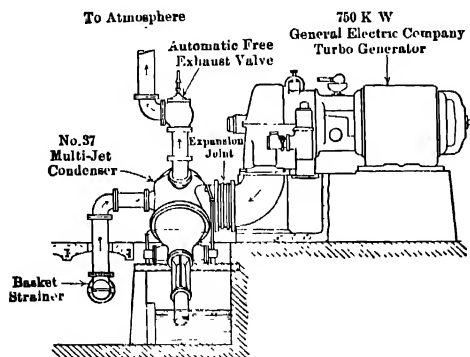 To Atmosphere
750 K W
General Electric Company
Turbo Generator
Automatic Free
Exhaust Valve
No.37
Multi-Jet
Condenser
Expansion
Joint
Basket
Strainer